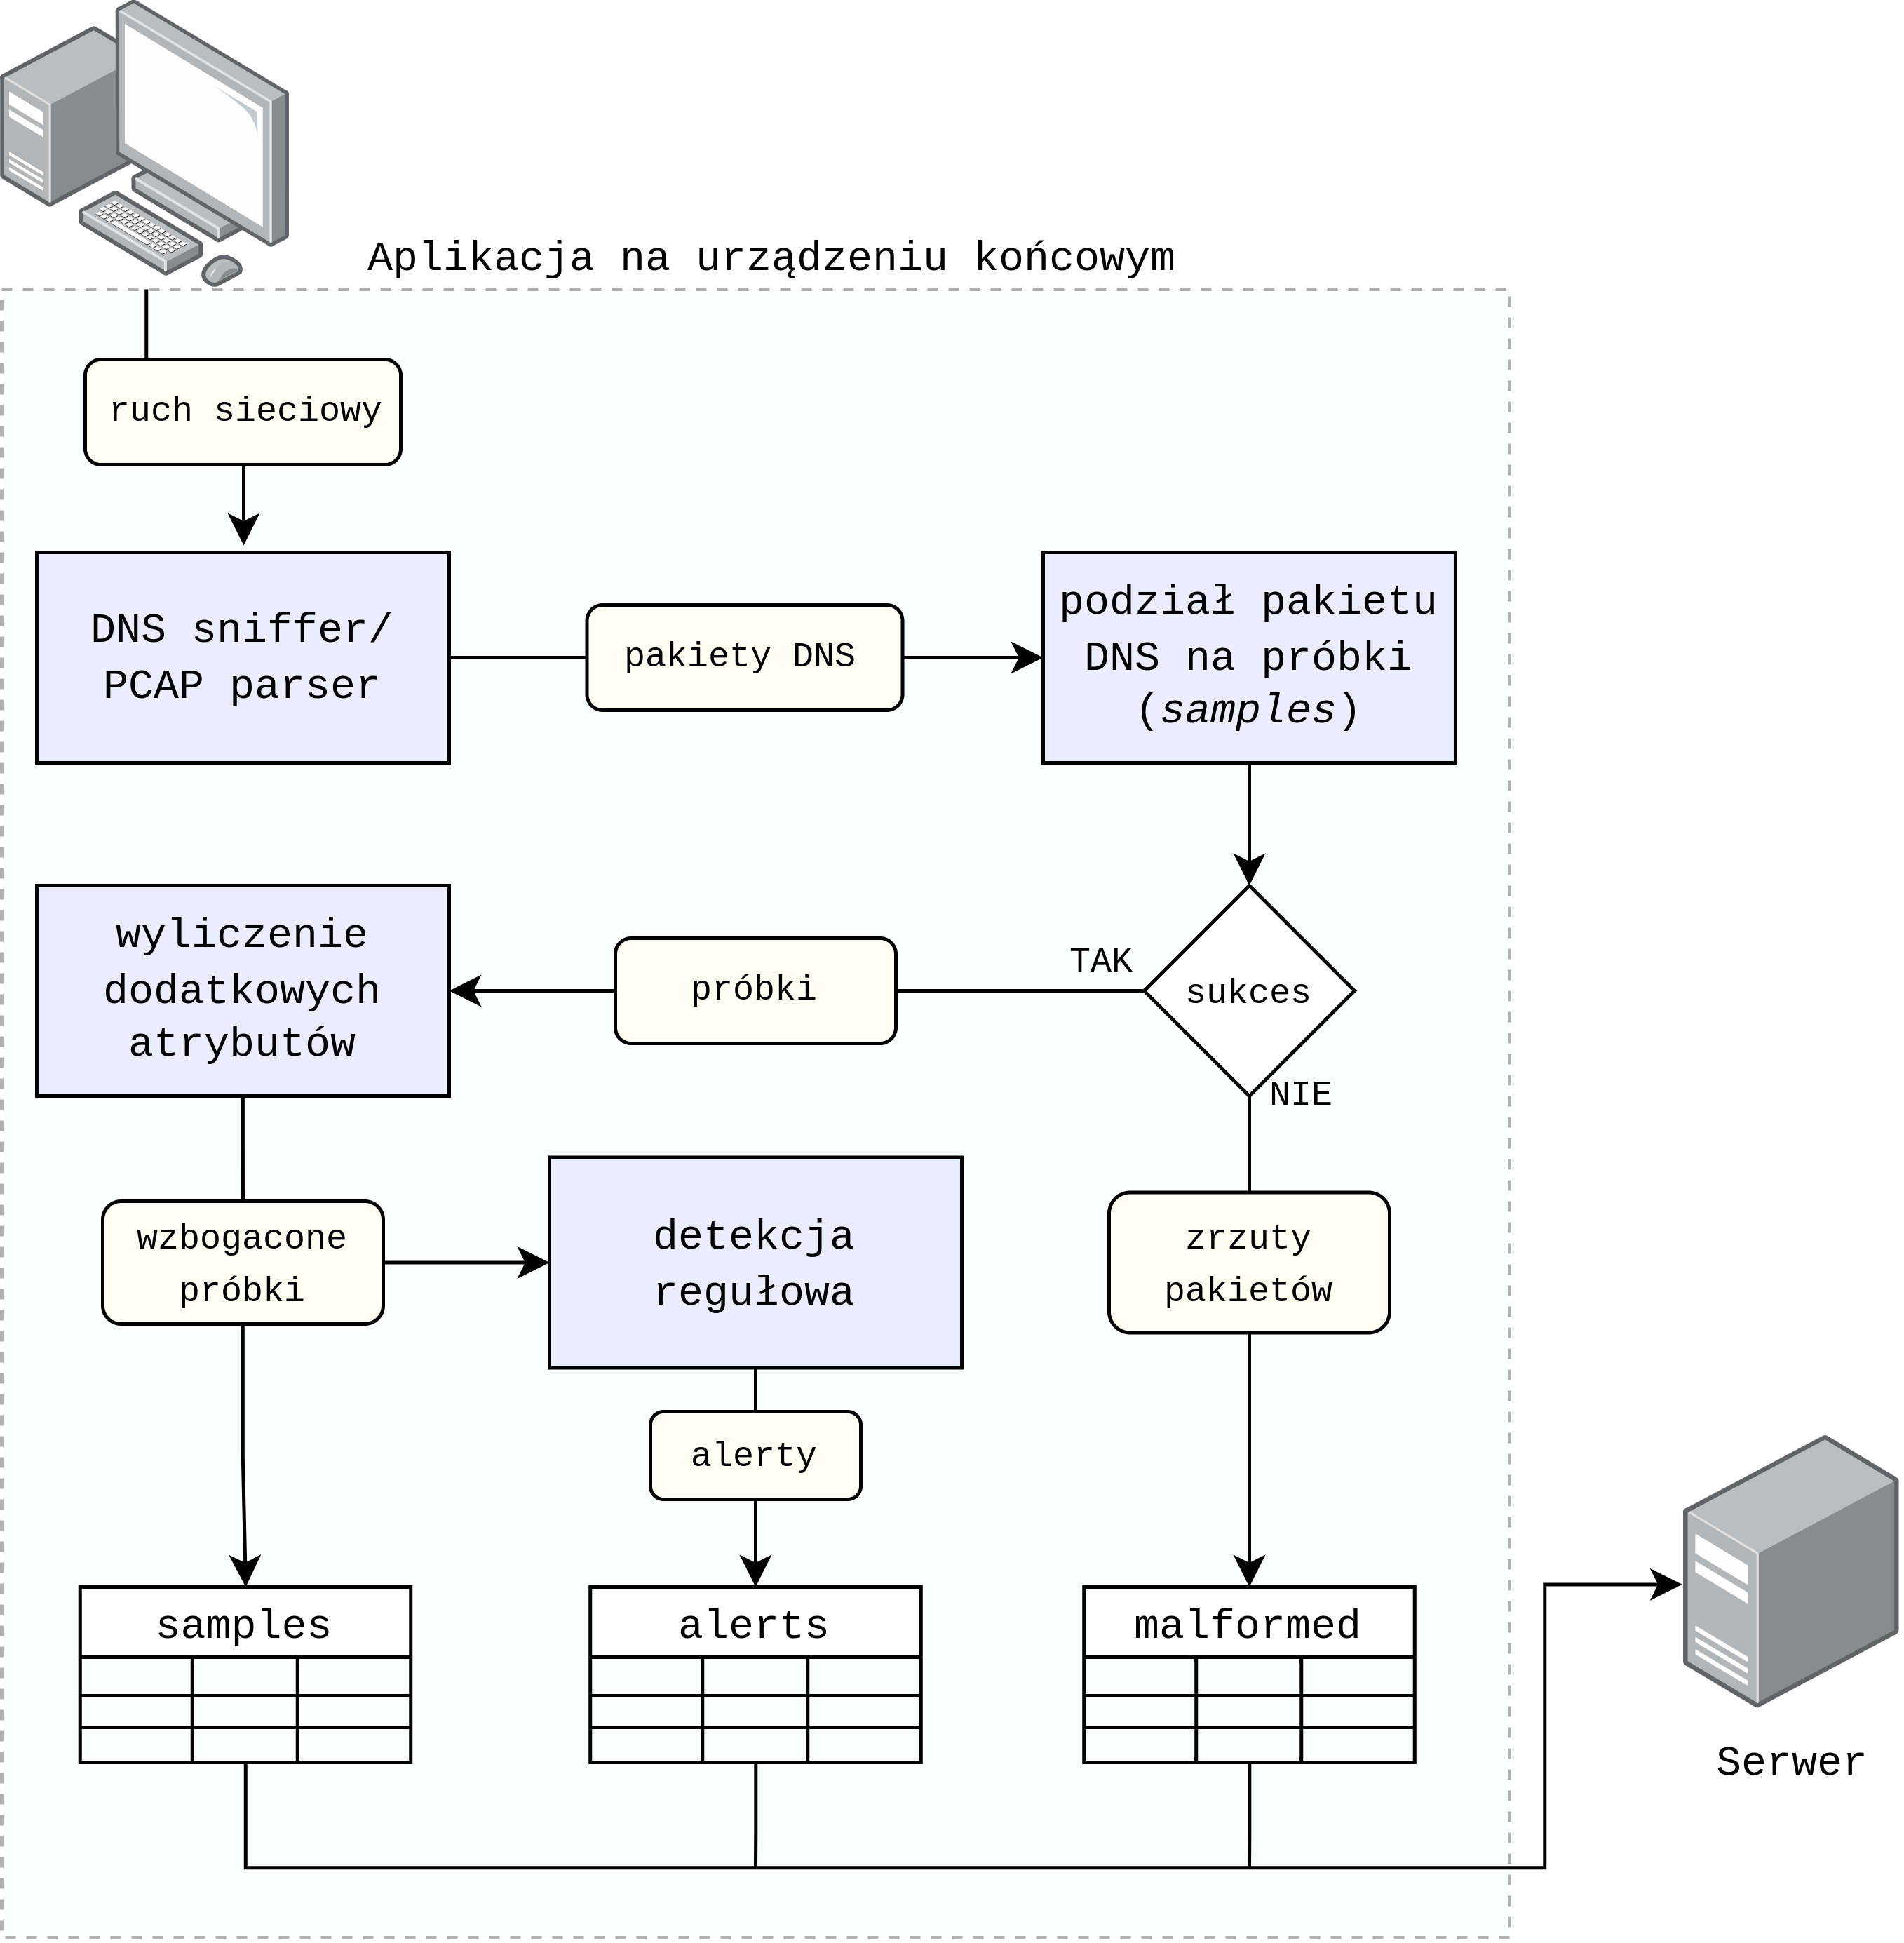 Aplikacja na urządzeniu końcowym
ruch sieciowy
DNS sniffer/
PCAP parser
pakiety DNS
podział pakietu
DNS na próbki
(samples)
wyliczenie
dodatkowych
atrybutów
próbki
TAK
sukces
NIE
wzbogacone
próbki
detekcja
regułowa
zrzuty
pakietów
alerty
samples
alerts
malformed
Serwer